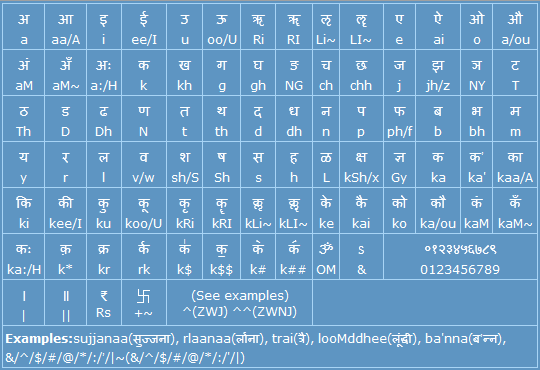 अ आ इ ई उ ऊ ऋ ॠ ऌ ॡ ए ऐ ओ औ
a aa/A i ee/I u oo/U Ri RI Li~ LI~ e ai o a/ou
अं अँ अः क ख ग घ ङ च छ ज झ ञ ट
aM aM~ a:/H k kh g gh NG ch chh j jh/z NY T
ठ ड ढ ण त थ द ध न प फ ब भ म
Th D Dh N t th d dh n p ph/f b bh m
य र ल व श ष स ह ळ क्ष ज्ञ क क' का
y r l v/w sh/S Sh s h L kSh/x Gy ka ka' kaa/A
कि की कु कू कृ कॄ कॢ कॣ के कै को कौ कं कँ
ki kee/I ku koo/U kRi kRI kLi~ kLI~ ke kai ko ka/ou kaM kaM~
कः क़ क्र र्क क॑ क॒ क॓ क॔ ॐ ऽ ०१२३४५६७८९
ka:/H k* kr rk k$ k$$ k# k## OM & 0123456789
। ॥ ₹ 卐 (See examples)
| || Rs +~ ^(ZWJ) ^^(ZWNJ)
Examples:sujjanaa(सुज्जना), rlaanaa(र्लाना), trai(त्रै), looMddhee(लूंद्धी), ba'nna(ब'न्न),
&/^/$/#/@/*/:/'/|~(&/^/$/#/@/*/:/'/|)